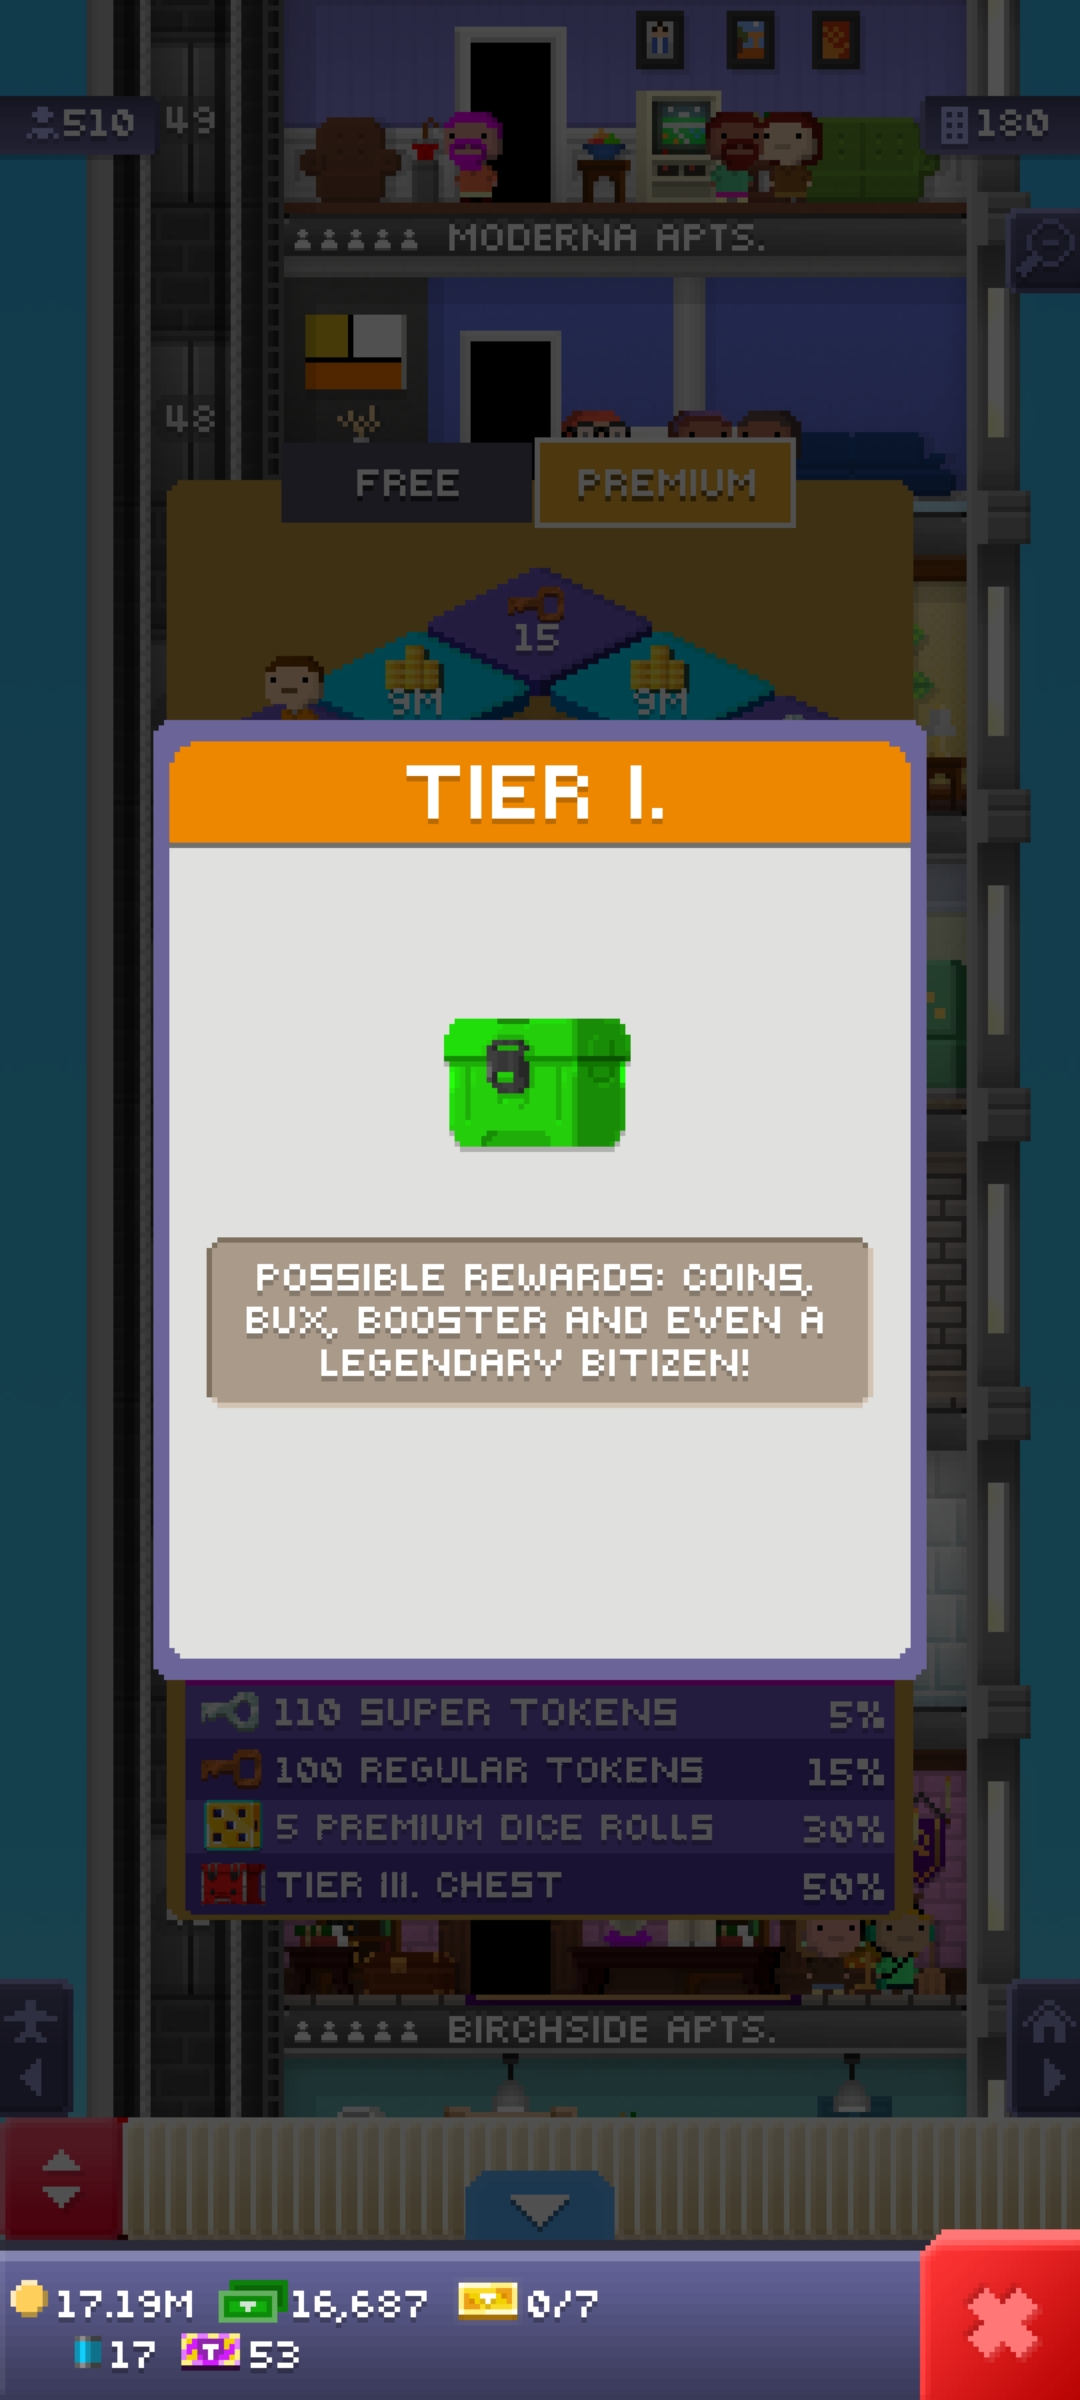 510
49
180
MODERNA APTS.
48
FREE
PREMIUM
15
9M
9M
TIER I.
POSSIBLE REWARDS: COINS,
BUX, BOOSTER AND EVEN A
LEGENDARY BITIZEN!
110 SUPER TOKENS 5%
100 REGULAR TOKENS 15%
5 PREMIUM DICE ROLLS 30%
TIER III. CHEST 50%
BIRCHSIDE APTS.
17.19M 16,687 0/7
17 53